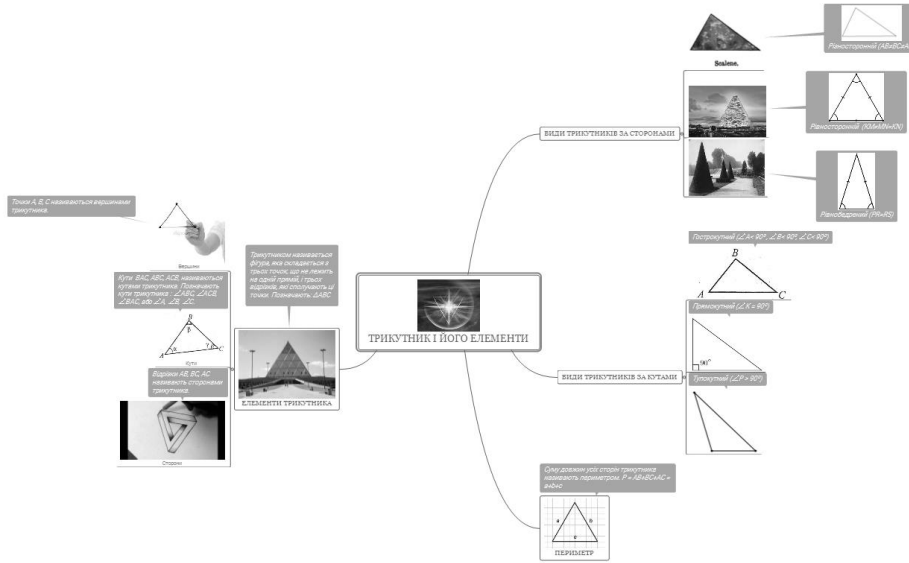 ТРИКУТНИК І ЙОГО ЕЛЕМЕНТИ
ВИДИ ТРИКУТНИКІВ ЗА СТОРОНАМИ
Scalene.
Рівносторонній (KM=MN=KN)
Рівнобедрений (PR=RS)
ВИДИ ТРИКУТНИКІВ ЗА КУТАМИ
Гострокутний (∠A< 90°, ∠B< 90°, ∠C< 90°)
B
A
C
Прямокутний (∠K = 90°)
90°
Тупокутний (∠P > 90°)
Суму довжин усіх сторін трикутника
називають периметром. P = AB+BC+AC =
a+b+c
a
b
c
ПЕРИМЕТР
Трикутником називається
фігура, яка складається з
трьох точок, що не лежить
на одній прямій, і трьох
відрізків, які сполучають ці
точки. Позначають: ΔABC
ЕЛЕМЕНТИ ТРИКУТНИКА
Точки A, B, C називаються вершинами
трикутника.
Вершини
Кути BAC, ABC, ACB, називаються
кутами трикутника. Позначають
кути трикутника : ∠ABC, ∠ACB,
∠BAC, або ∠A, ∠B, ∠C.
B
β
A
α
γ
C
Кути
Відрізки AB, BC, AC
називають сторонами
трикутника.
Сторони